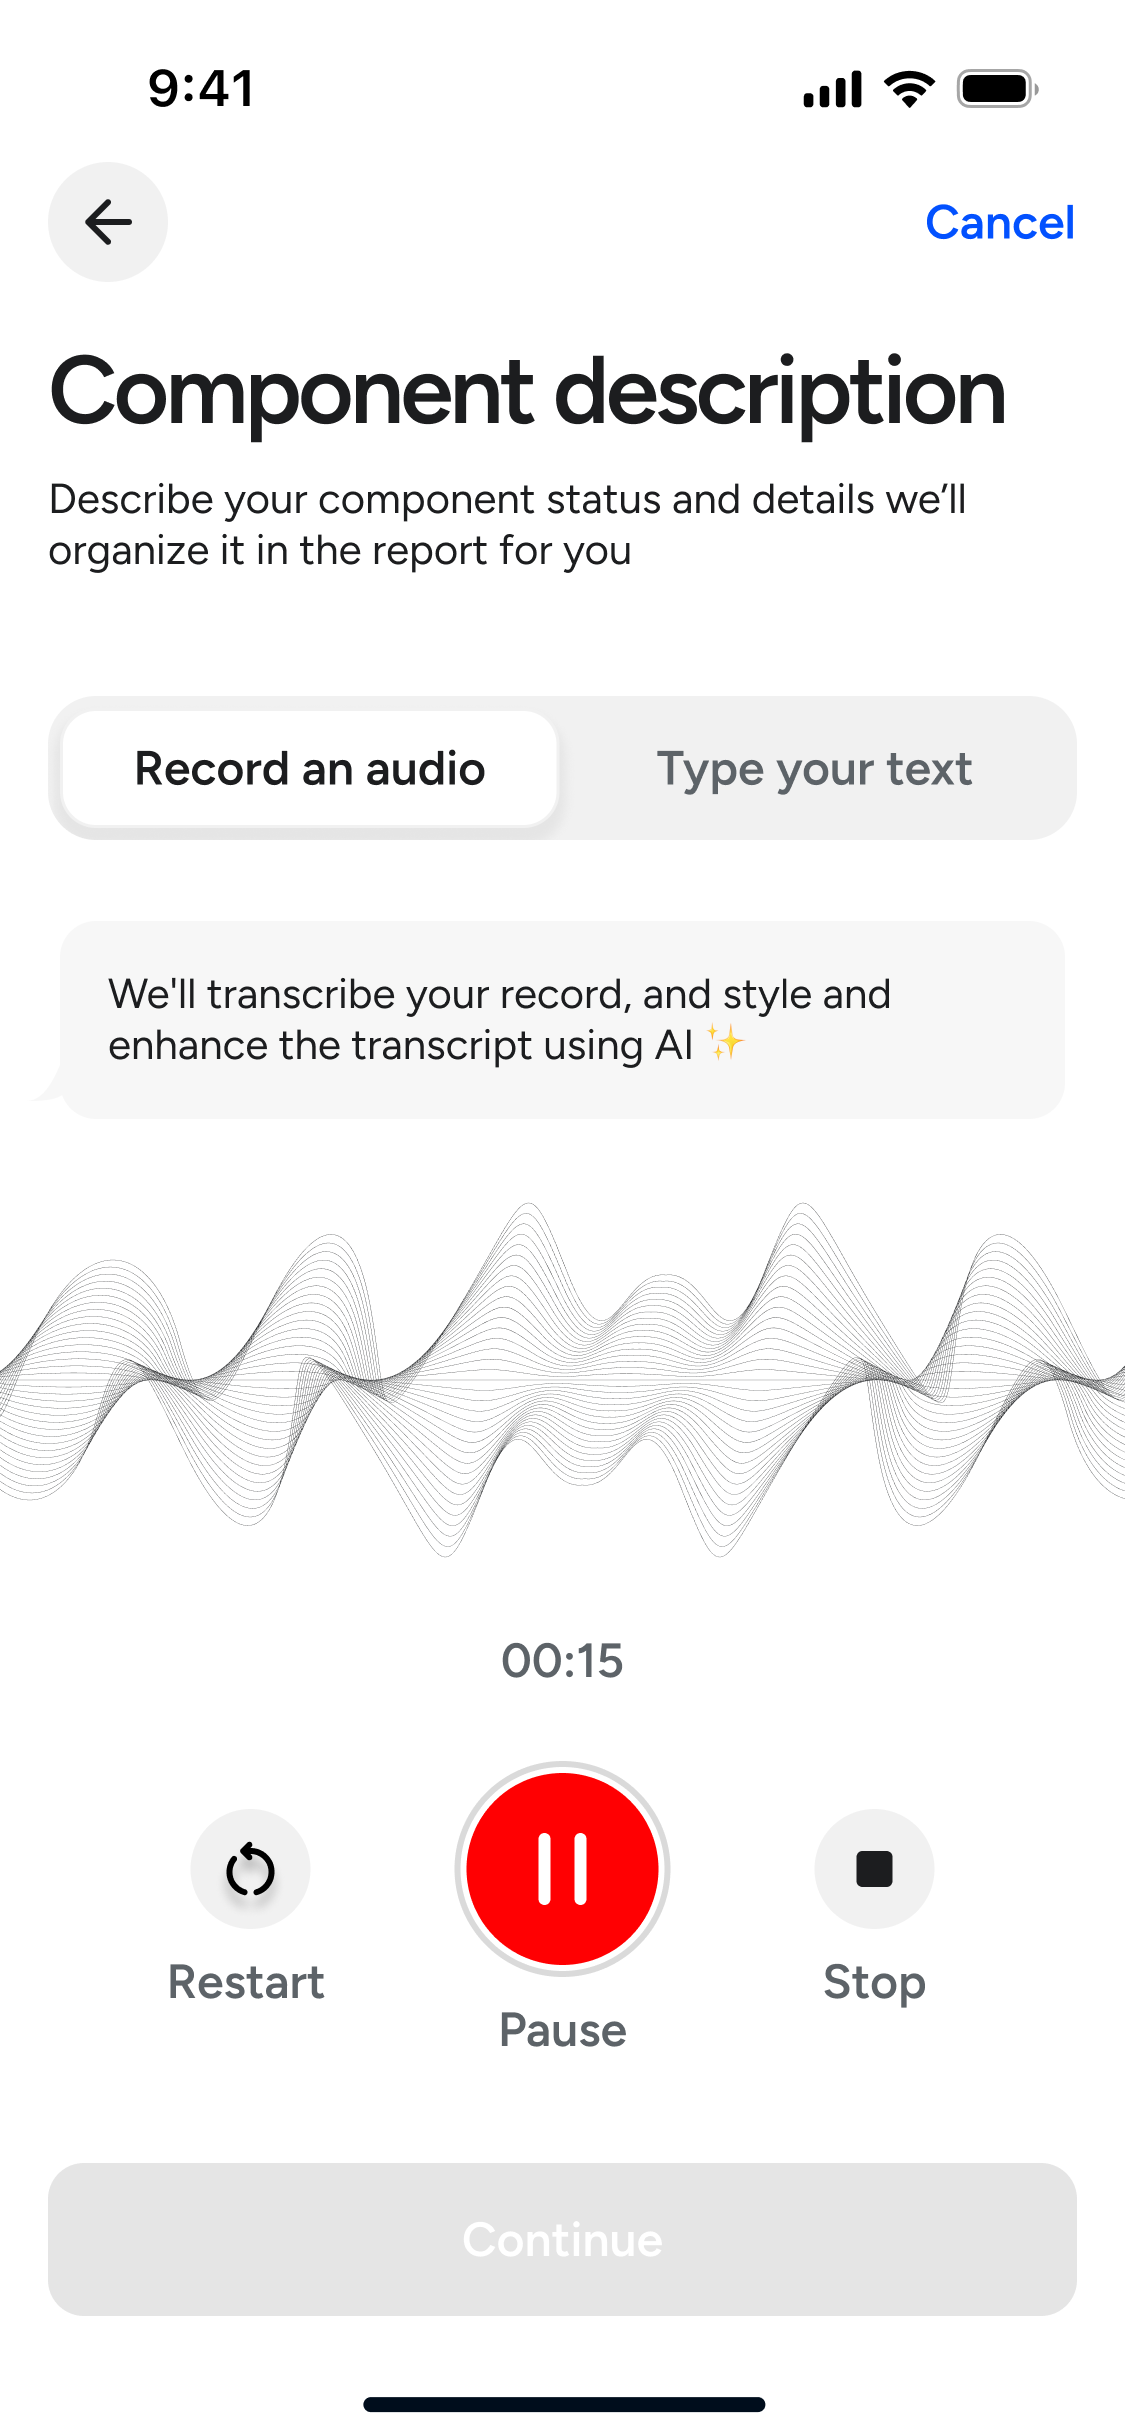 9:41
Cancel
Component description
Describe your component status and details we’ll
organize it in the report for you
Record an audio
Type your text
We'll transcribe your record, and style and
enhance the transcript using AI ✨
00:15
Restart
Pause
Stop
Continue